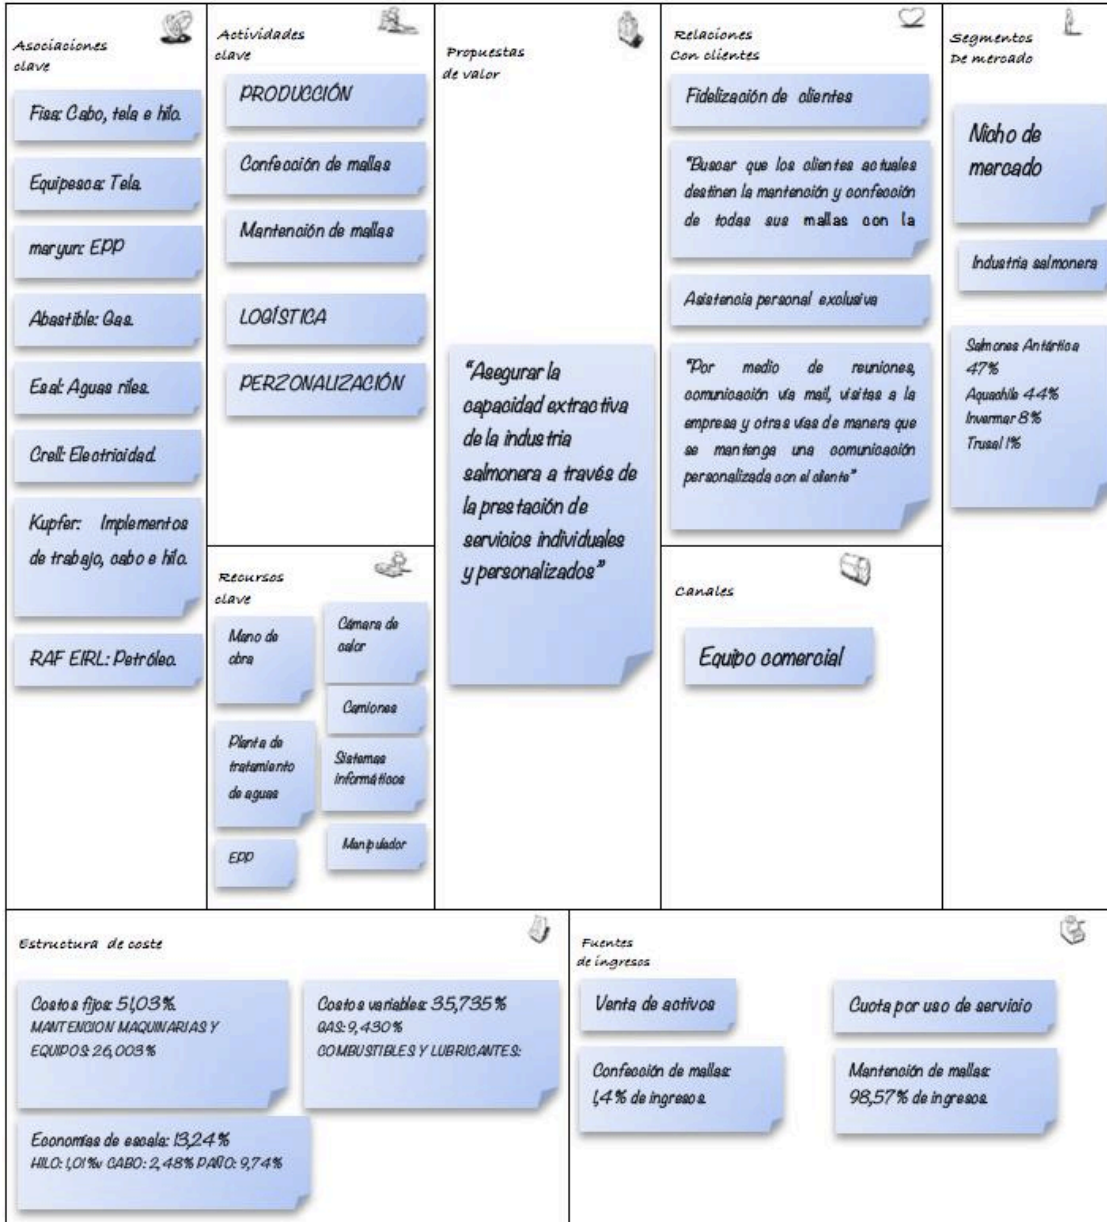 Asociaciones
clave
Fisa: Cabo, tela e hilo.
Equipesca: Tela.
maryun: EPP
Abastible: Gas.
Esal: Aguas riles.
Crell: Electricidad.
Kupfer: Implementos
de trabajo, cabo e hilo.
RAF EIRL: Petróleo.
Actividades
clave
PRODUCCIÓN
Confección de mallas
Mantención de mallas
LOGÍSTICA
PERZONALIZACIÓN
Recursos
clave
Mano de
obra
Cámara de
calor
Camiones
Planta de
tratamiento
de aguas
Sistemas
informáticos
EPP
Manipulador
Propuestas
de valor
“Asegurar la
capacidad extractiva
de la industria
salmonera a través de
la prestación de
servicios individuales
y personalizados”
Relaciones
Con clientes
Fidelización de clientes
“Buscar que los clientes actuales
destinen la mantención y confección
de todas sus mallas con la
Asistencia personal exclusiva
“Por medio de reuniones,
comunicación vía mail, visitas a la
empresa y otras vías de manera que
se mantenga una comunicación
personalizada con el cliente”
Canales
Equipo comercial
Segmentos
De mercado
Nicho de
mercado
Industria salmonera
Salmones Antártica
47%
Aquachile 44%
Invermar 8%
Trusal 1%
Estructura de coste
Costos fijos: 51,03%.
MANTENCION MAQUINARIAS Y
EQUIPOS: 26,003%
Costos variables: 35,735%
GAS: 9,430%
COMBUSTIBLES Y LUBRICANTES:
Economías de escala: 13,24%
HILO: 1,01%v CABO: 2,48% PAÑO: 9,74%
Fuentes
de ingresos
Venta de activos
Cuota por uso de servicio
Confección de mallas:
1,4% de ingresos.
Mantención de mallas:
98,57% de ingresos.